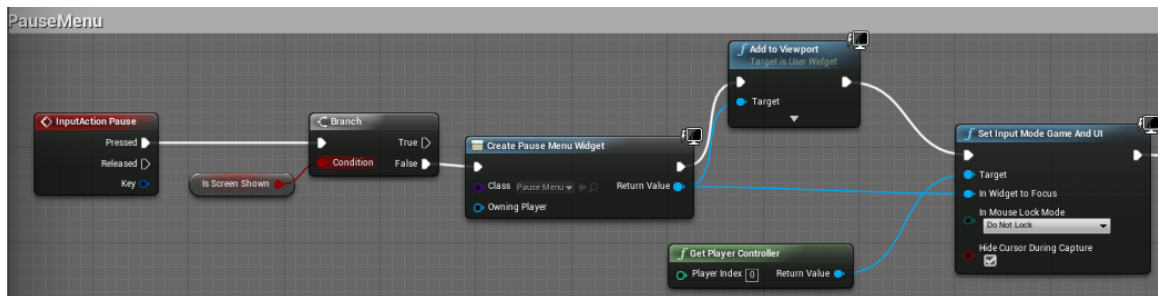 PauseMenu
Add to Viewport
Target is User Widget
Target
InputAction Pause
Pressed
Released
Key
Branch
True
Condition
False
Is Screen Shown
Create Pause Menu Widget
Class Pause Menu Return Value
Owning Player
Set Input Mode Game And UI
Target
In Widget to Focus
In Mouse Lock Mode
Do Not Lock
Hide Cursor During Capture
Get Player Controller
Player Index 0 Return Value